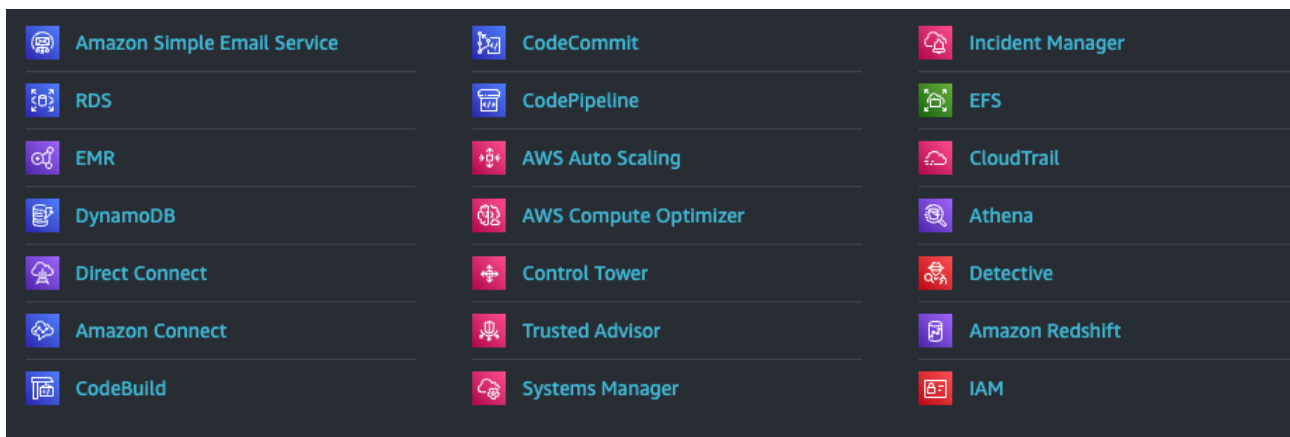 Amazon Simple Email Service
RDS
EMR
DynamoDB
Direct Connect
Amazon Connect
CodeBuild
CodeCommit
CodePipeline
AWS Auto Scaling
AWS Compute Optimizer
Control Tower
Trusted Advisor
Systems Manager
Incident Manager
EFS
CloudTrail
Athena
Detective
Amazon Redshift
IAM